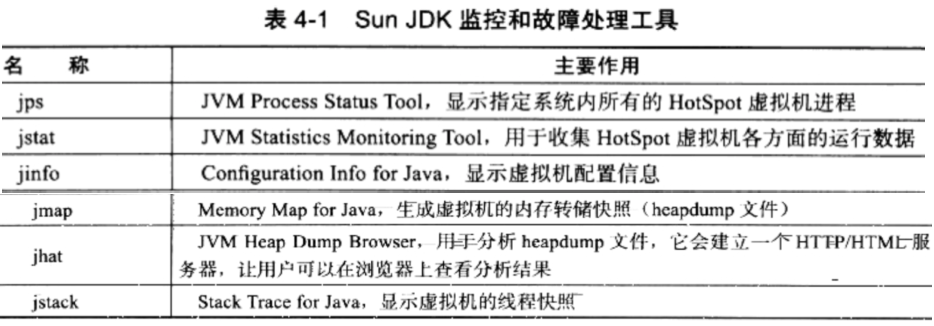 表 4-1 Sun JDK 监控和故障处理工具
名 称 主要作用
jps JVM Process Status Tool，显示指定系统内所有的 HotSpot 虚拟机进程
jstat JVM Statistics Monitoring Tool，用于收集 HotSpot 虚拟机各方面的运行数据
jinfo Configuration Info for Java，显示虚拟机配置信息
jmap Memory Map for Java，生成虚拟机的内存转储快照（heapdump 文件）
jhat JVM Heap Dump Browser，用于分析 heapdump 文件，它会建立一个 HTTP/HTML 服
务器，让用户可以在浏览器上查看分析结果
jstack Stack Trace for Java，显示虚拟机的线程快照